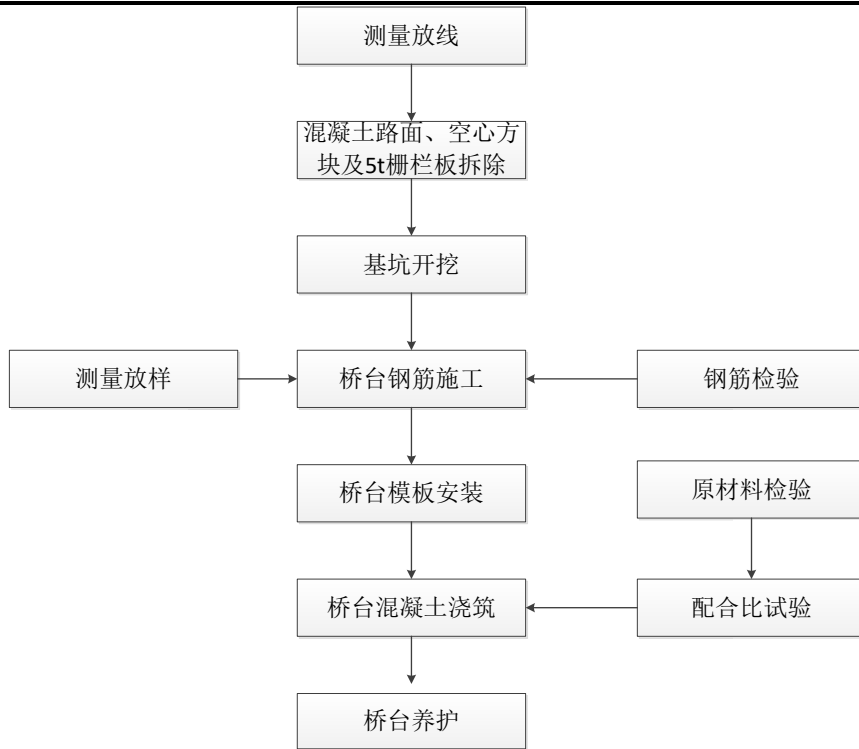 测量放线
混凝土路面、空心方
块及5t栅栏板拆除
基坑开挖
测量放样
桥台钢筋施工
钢筋检验
桥台模板安装
原材料检验
桥台混凝土浇筑
配合比试验
桥台养护